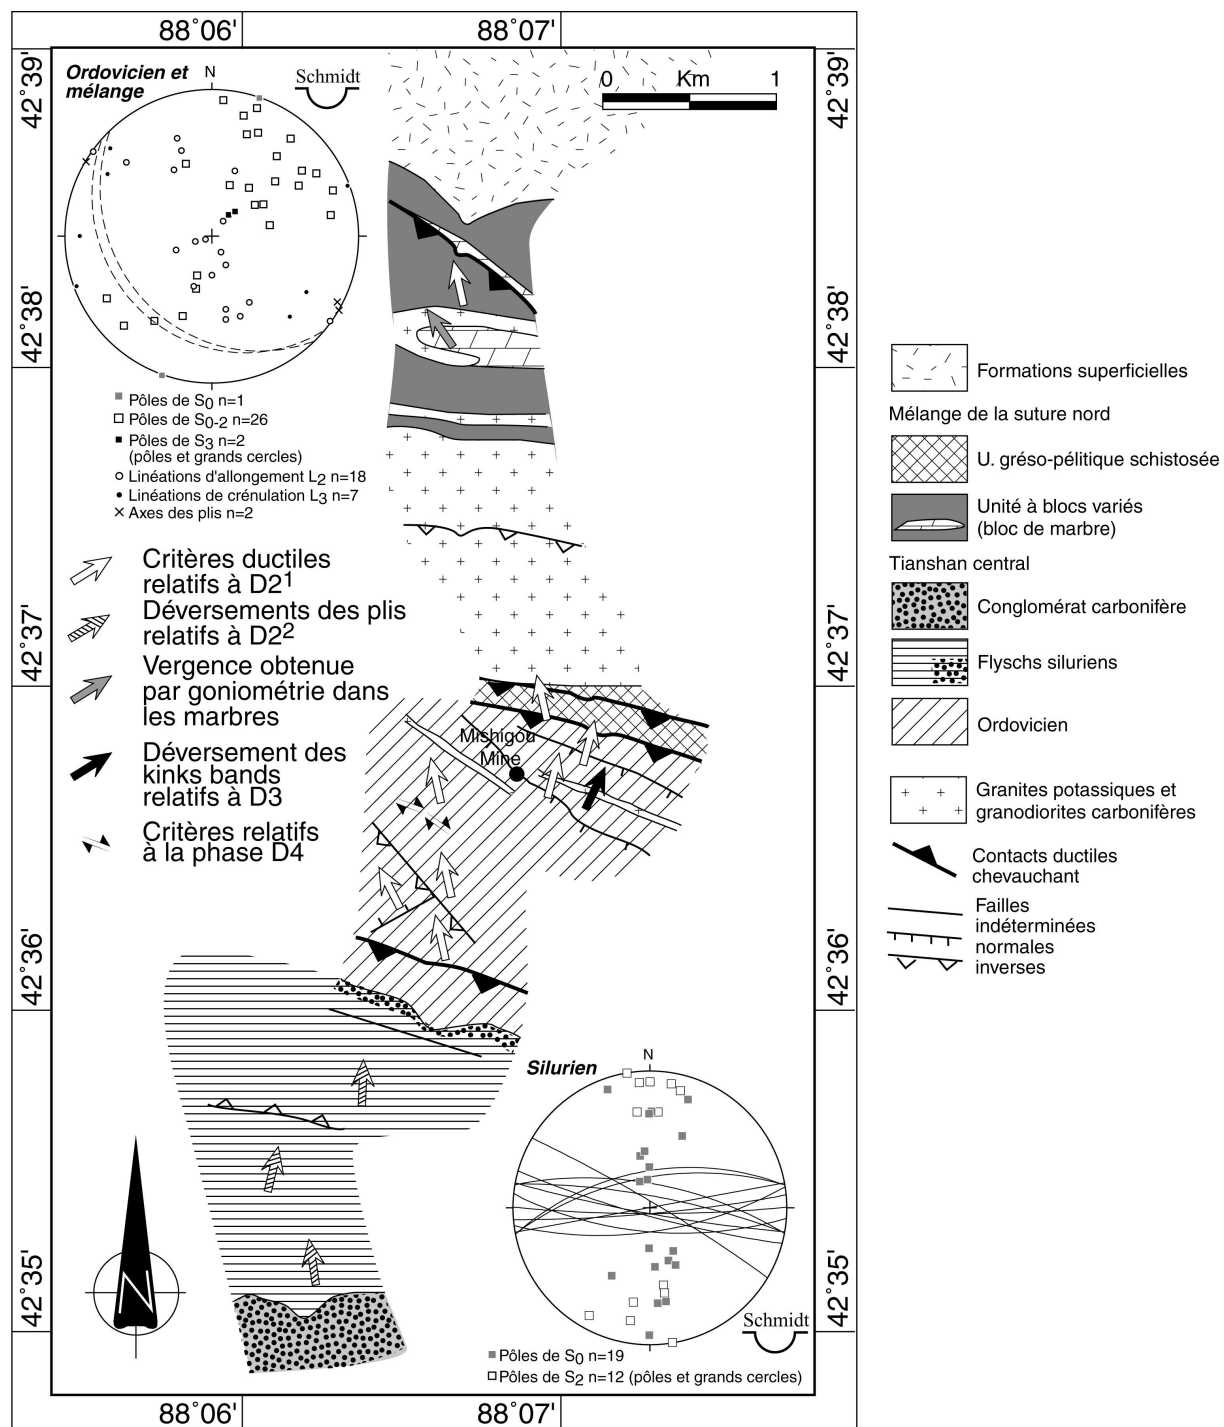 88˚06'
88˚07'
42˚39'
42˚39'
Ordovicien et
mélange
N
Schmidt
0 Km 1
42˚38'
42˚38'
Pôles de S0 n=1
Pôles de S0-2 n=26
Pôles de S3 n=2
(pôles et grands cercles)
Linéations d'allongement L2 n=18
Linéations de crénulation L3 n=7
Axes des plis n=2
Critères ductiles
relatifs à D2¹
Déversements des plis
relatifs à D2²
Vergence obtenue
par goniométrie dans
les marbres
Déversement des
kinks bands
relatifs à D3
Critères relatifs
à la phase D4
42˚37'
42˚37'
Mishigou
Mine
42˚36'
42˚36'
Silurien
N
Schmidt
Pôles de S0 n=19
Pôles de S2 n=12 (pôles et grands cercles)
N
42˚35'
42˚35'
88˚06'
88˚07'
Formations superficielles
Mélange de la suture nord
U. gréso-pélitique schistosée
Unité à blocs variés
(bloc de marbre)
Tianshan central
Conglomérat carbonifère
Flyschs siluriens
Ordovicien
Granites potassiques et
granodiorites carbonifères
Contacts ductiles
chevauchant
Failles
indéterminées
normales
inverses